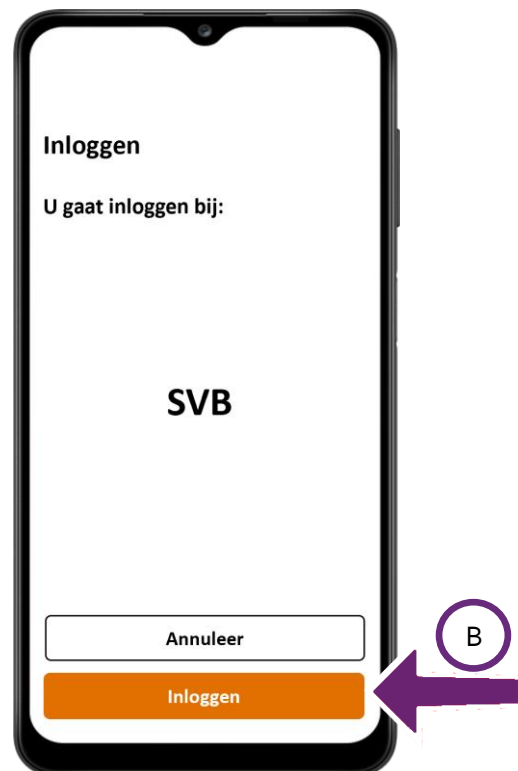 Inloggen
U gaat inloggen bij:
SVB
Annuleer
B
Inloggen